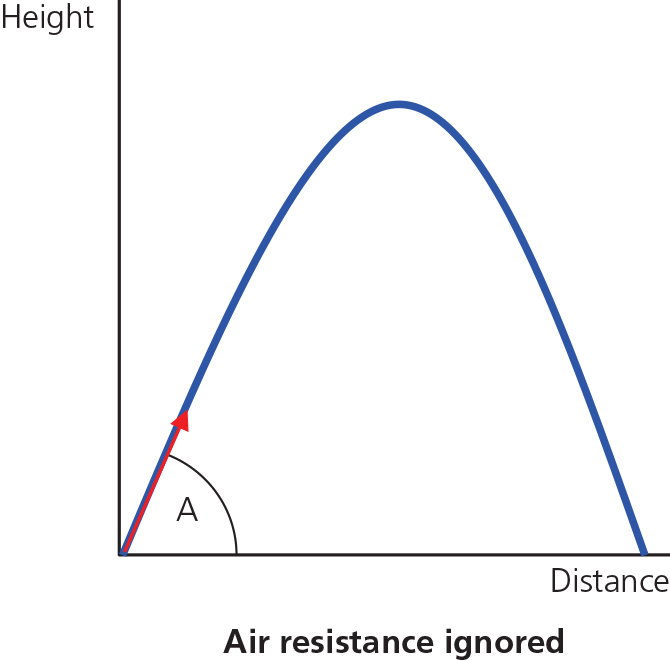 Height
A
Distance
Air resistance ignored